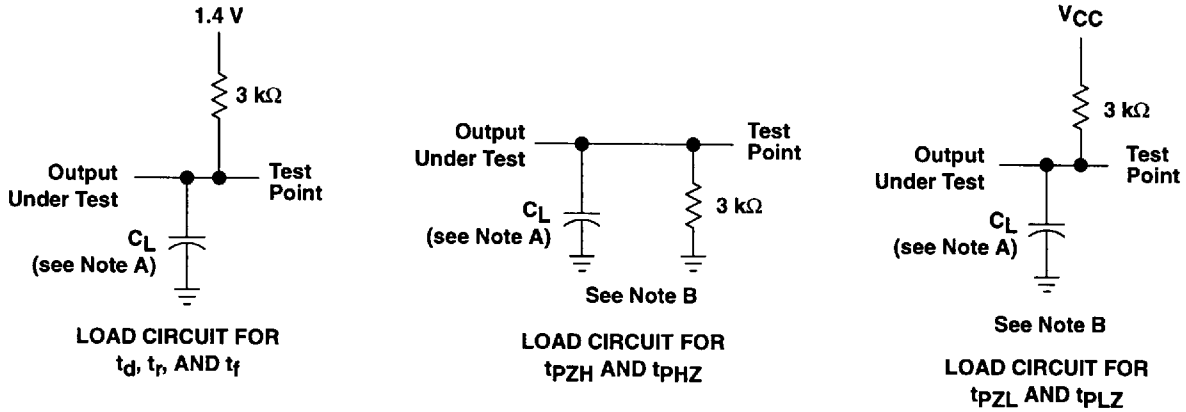 1.4 V
3 kΩ
Output
Under Test
Test
Point
CL
(see Note A)
LOAD CIRCUIT FOR
td, tr, AND tf
Output
Under Test
Test
Point
CL
(see Note A)
3 kΩ
See Note B
LOAD CIRCUIT FOR
tPZH AND tPHZ
VCC
3 kΩ
Output
Under Test
Test
Point
CL
(see Note A)
See Note B
LOAD CIRCUIT FOR
tPZL AND tPLZ